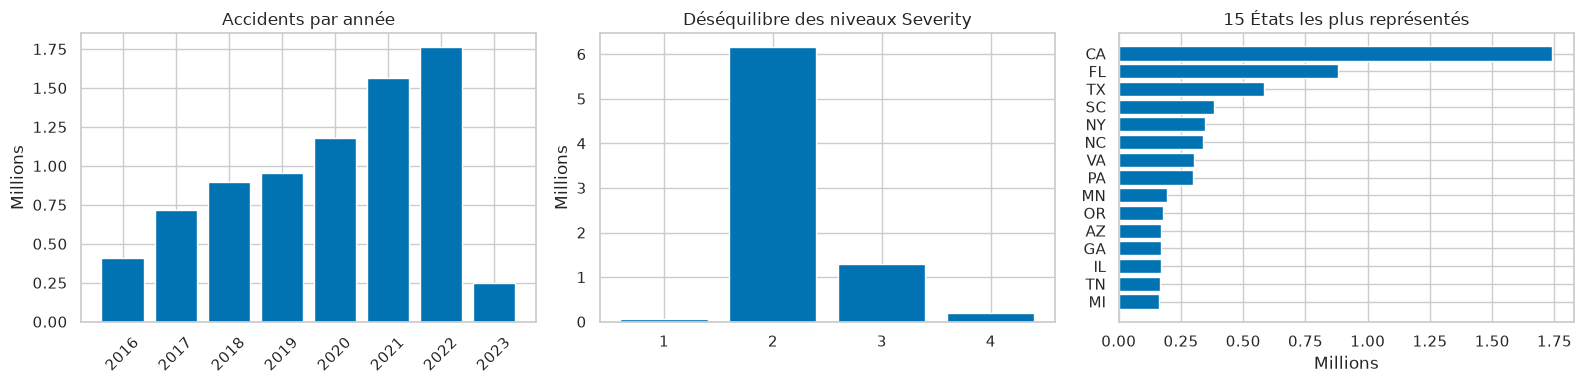 Accidents par année
Millions
1.75
1.50
1.25
1.00
0.75
0.50
0.25
0.00
2016
2017
2018
2019
2020
2021
2022
2023
Déséquilibre des niveaux Severity
Millions
6
5
4
3
2
1
0
1
2
3
4
15 États les plus représentés
CA
FL
TX
SC
NY
NC
VA
PA
MN
OR
AZ
GA
IL
TN
MI
0.00
0.25
0.50
0.75
1.00
1.25
1.50
1.75
Millions